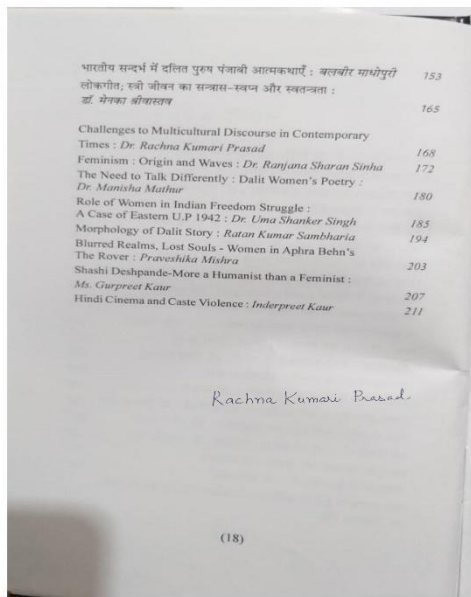 भारतीय सन्दर्भ में दलित पुरुष पंजाबी आत्मकथाएँ : बलबीर माधोपुरी 153
लोकगीत; स्त्री जीवन का सन्त्रास-स्वप्न और स्वतन्त्रता :
डॉ. मेनका श्रीवास्तव 165
Challenges to Multicultural Discourse in Contemporary
Times : Dr. Rachna Kumari Prasad 168
Feminism : Origin and Waves : Dr. Ranjana Sharan Sinha 172
The Need to Talk Differently : Dalit Women's Poetry :
Dr. Manisha Mathur 180
Role of Women in Indian Freedom Struggle :
A Case of Eastern U.P 1942 : Dr. Uma Shanker Singh 185
Morphology of Dalit Story : Ratan Kumar Sambharia 194
Blurred Realms, Lost Souls - Women in Aphra Behn's
The Rover : Praveshika Mishra 203
Shashi Deshpande-More a Humanist than a Feminist :
Ms. Gurpreet Kaur 207
Hindi Cinema and Caste Violence : Inderpreet Kaur 211
Rachna Kumari Prasad
(18)